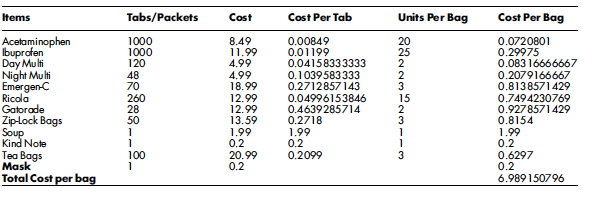 Items Tabs/Packets Cost Cost Per Tab Units Per Bag Cost Per Bag
Acetaminophen 1000 8.49 0.00849 20 0.0720801
Ibuprofen 1000 11.99 0.01199 25 0.29975
Day Multi 120 4.99 0.04158333333 2 0.08316666667
Night Multi 48 4.99 0.1039583333 2 0.2079166667
Emergen-C 70 18.99 0.2712857143 3 0.8138571429
Ricola 260 12.99 0.04996153846 15 0.7494230769
Gatorade 28 12.99 0.4639285714 2 0.9278571429
Zip-Lock Bags 50 13.59 0.2718 3 0.8154
Soup 1 1.99 1.99 1 1.99
Kind Note 1 0.2 0.2 1 0.2
Tea Bags 100 20.99 0.2099 3 0.6297
Mask 1 0.2 0.2
Total Cost per bag 6.989150796